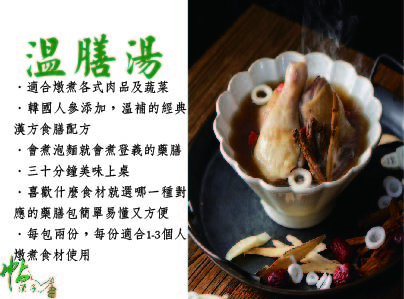 溫膳湯
·適合燉煮各式肉品及蔬菜
·韓國人參添加，溫補的經典
漢方食膳配方
·會煮泡麵就會煮登義的藥膳
·三十分鐘美味上桌
·喜歡什麼食材就選哪一種對
應的藥膳包簡單易懂又方便
·每包兩份，每份適合1-3個人
燉煮食材使用